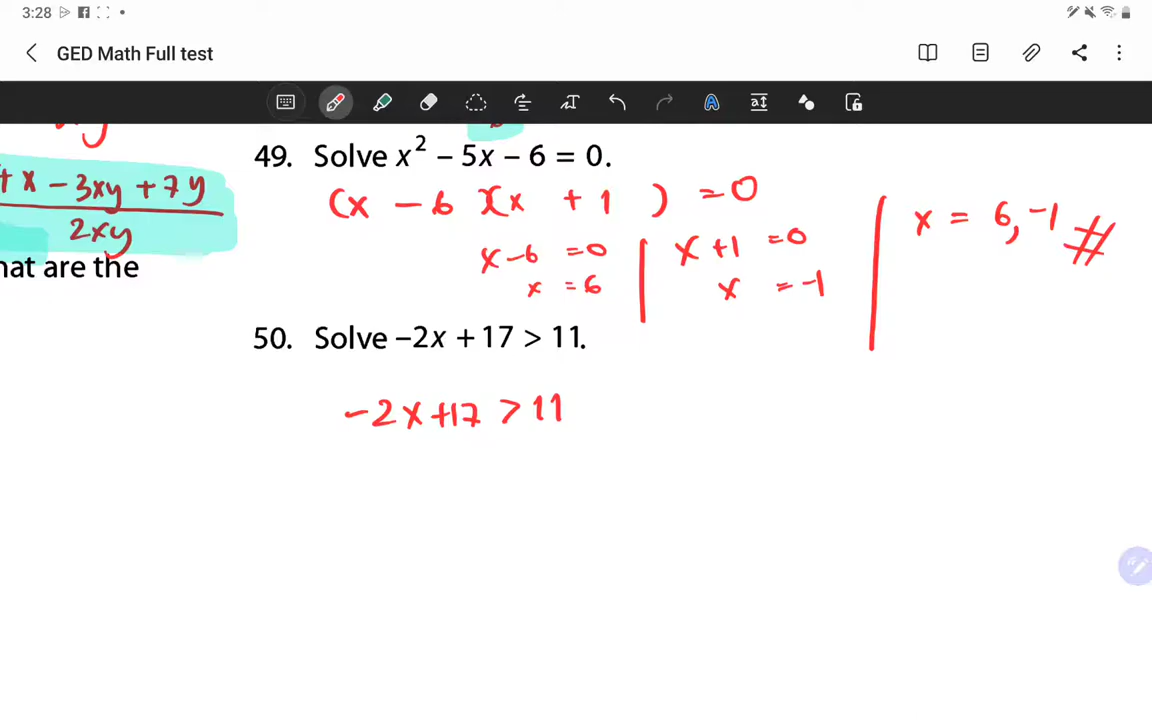 3:28
GED Math Full test
49. Solve x² – 5x – 6 = 0.
+ x – 3xy + 7y
(x – 6)(x + 1) = 0
x = 6, -1 #
2xy
x – 6 = 0 | x + 1 = 0
hat are the
x = 6 | x = -1
50. Solve –2x + 17 > 11.
-2x + 17 > 11